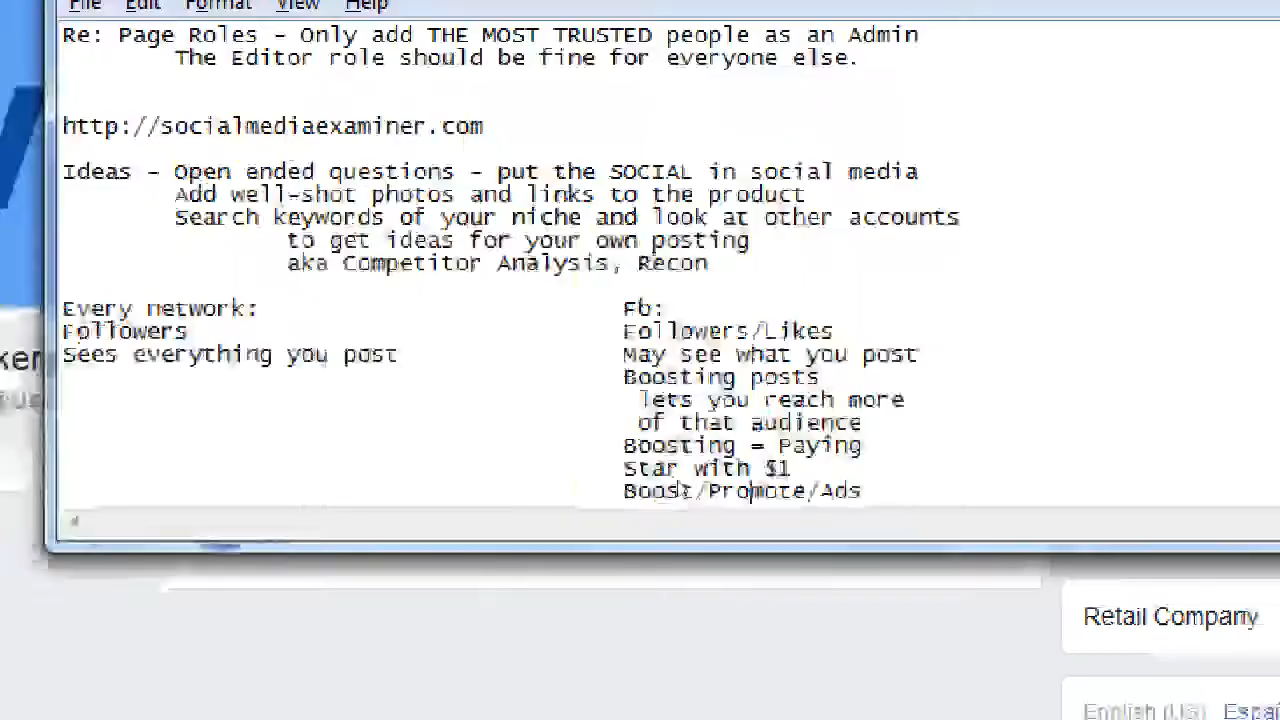 File Edit Format View Help
Re: Page Roles - Only add THE MOST TRUSTED people as an Admin
The Editor role should be fine for everyone else.
http://socialmediaexaminer.com
Ideas - Open ended questions - put the SOCIAL in social media
Add well-shot photos and links to the product
Search keywords of your niche and look at other accounts
to get ideas for your own posting
aka Competitor Analysis, Recon
Every network:
Followers
Sees everything you post
Fb:
Followers/Likes
May see what you post
Boosting posts
lets you reach more
of that audience
Boosting = Paying
Star with $1
Boost/Promote/Ads
Retail Company
English (US)